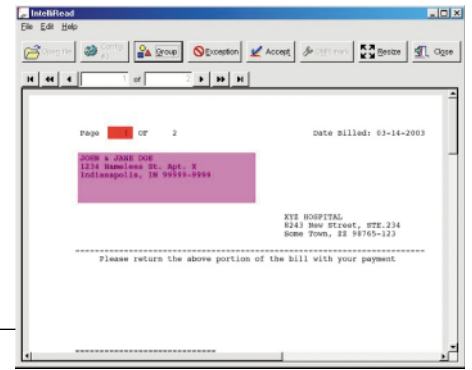 IntelliRead
File Edit Help
Open file Config Group Exception Accept Resize Close
1 of 2
Page 1 OF 2 Date Billed: 03-14-2003
JOHN & JANE DOE
1234 Nameless St. Apt. X
Indianapolis, IN 99999-9999
XYZ HOSPITAL
8243 New Street, STE.234
Some Town, ZZ 98765-123
Please return the above portion of the bill with your payment